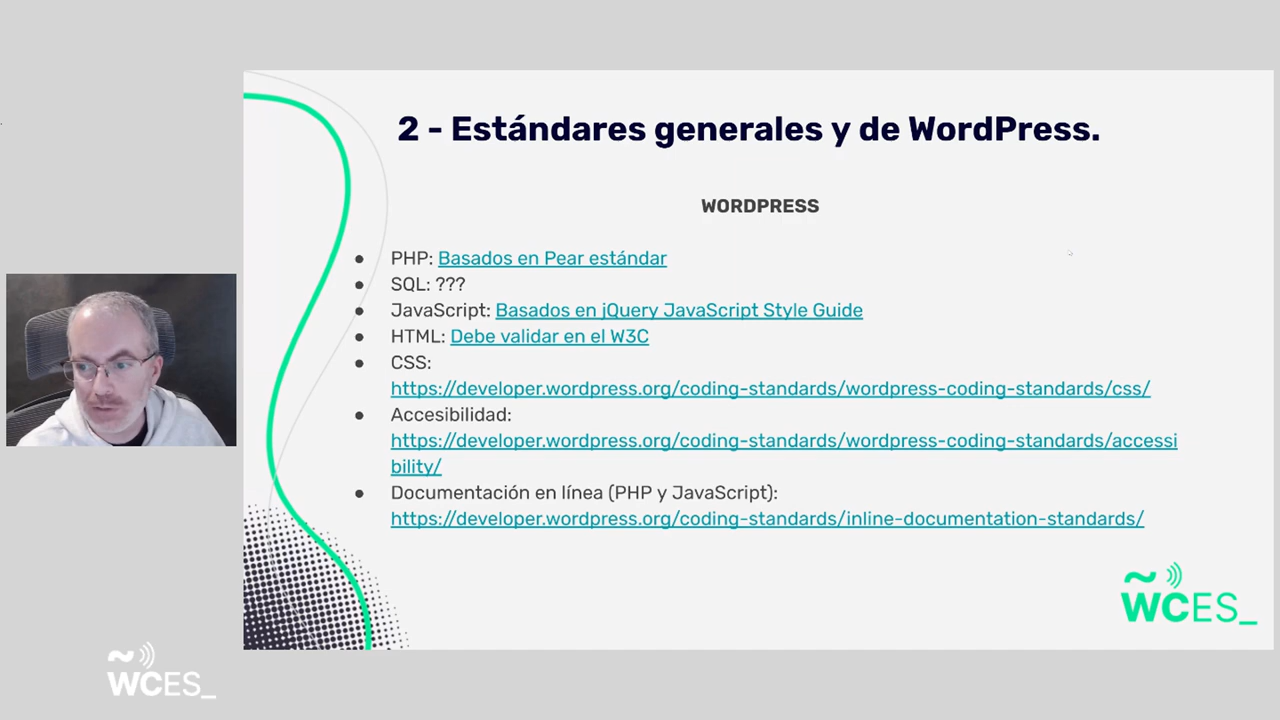 2 - Estándares generales y de WordPress.
WORDPRESS
● PHP: Basados en Pear estándar
● SQL: ???
● JavaScript: Basados en jQuery JavaScript Style Guide
● HTML: Debe validar en el W3C
● CSS:
https://developer.wordpress.org/coding-standards/wordpress-coding-standards/css/
● Accesibilidad:
https://developer.wordpress.org/coding-standards/wordpress-coding-standards/accessi
bility/
● Documentación en línea (PHP y JavaScript):
https://developer.wordpress.org/coding-standards/inline-documentation-standards/
~ WCES_
~ WCES_